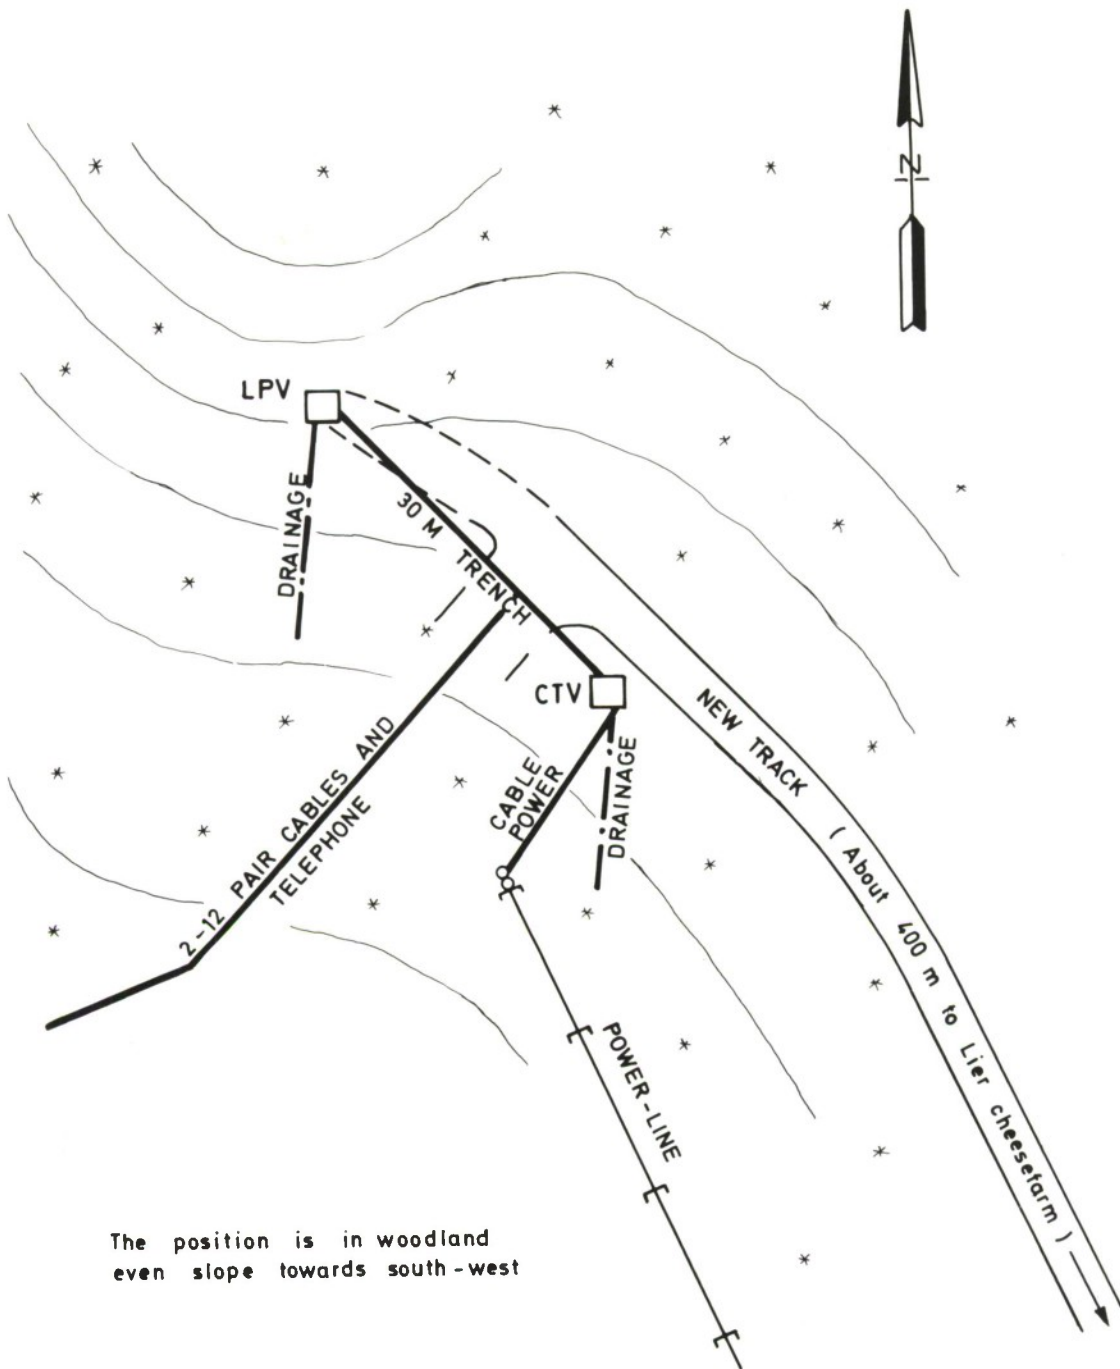 N
LPV
DRAINAGE
30 M TRENCH
CTV
NEW TRACK ( About 400 m to Lier cheesefarm )
2-12 PAIR CABLES AND
TELEPHONE
CABLE
POWER
DRAINAGE
POWER-LINE
The position is in woodland
even slope towards south-west